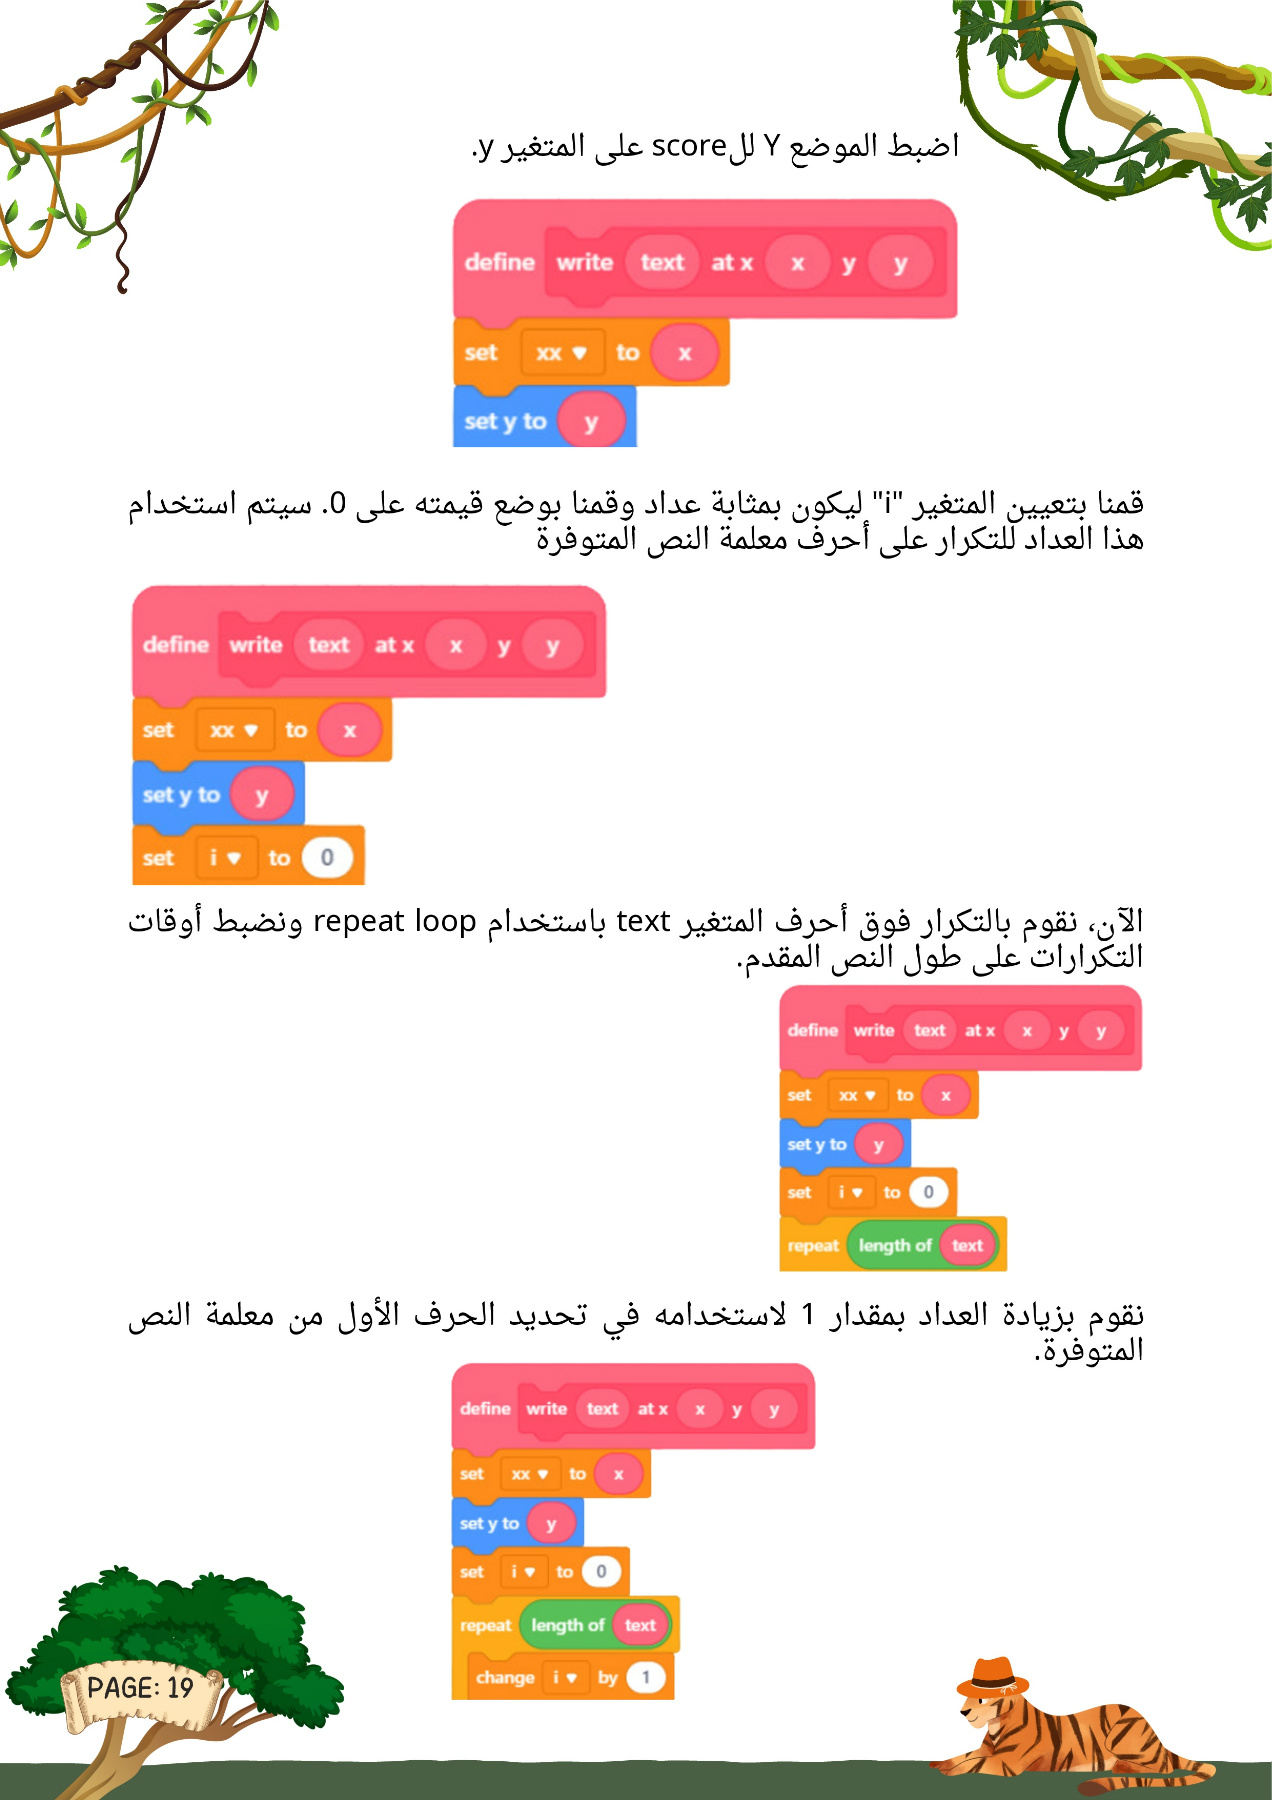 اضبط الموضع Y للscore على المتغير y.
define write text at x x y y
set xx to x
set y to y
قمنا بتعيين المتغير "i" ليكون بمثابة عداد وقمنا بوضع قيمته على 0. سيتم استخدام
هذا العداد للتكرار على أحرف معلمة النص المتوفرة
define write text at x x y y
set xx to x
set y to y
set i to 0
الآن، نقوم بالتكرار فوق أحرف المتغير text باستخدام repeat loop ونضبط أوقات
التكرارات على طول النص المقدم.
define write text at x x y y
set xx to x
set y to y
set i to 0
repeat length of text
نقوم بزيادة العداد بمقدار 1 لاستخدامه في تحديد الحرف الأول من معلمة النص
المتوفرة.
define write text at x x y y
set xx to x
set y to y
set i to 0
repeat length of text
change i by 1
PAGE: 19